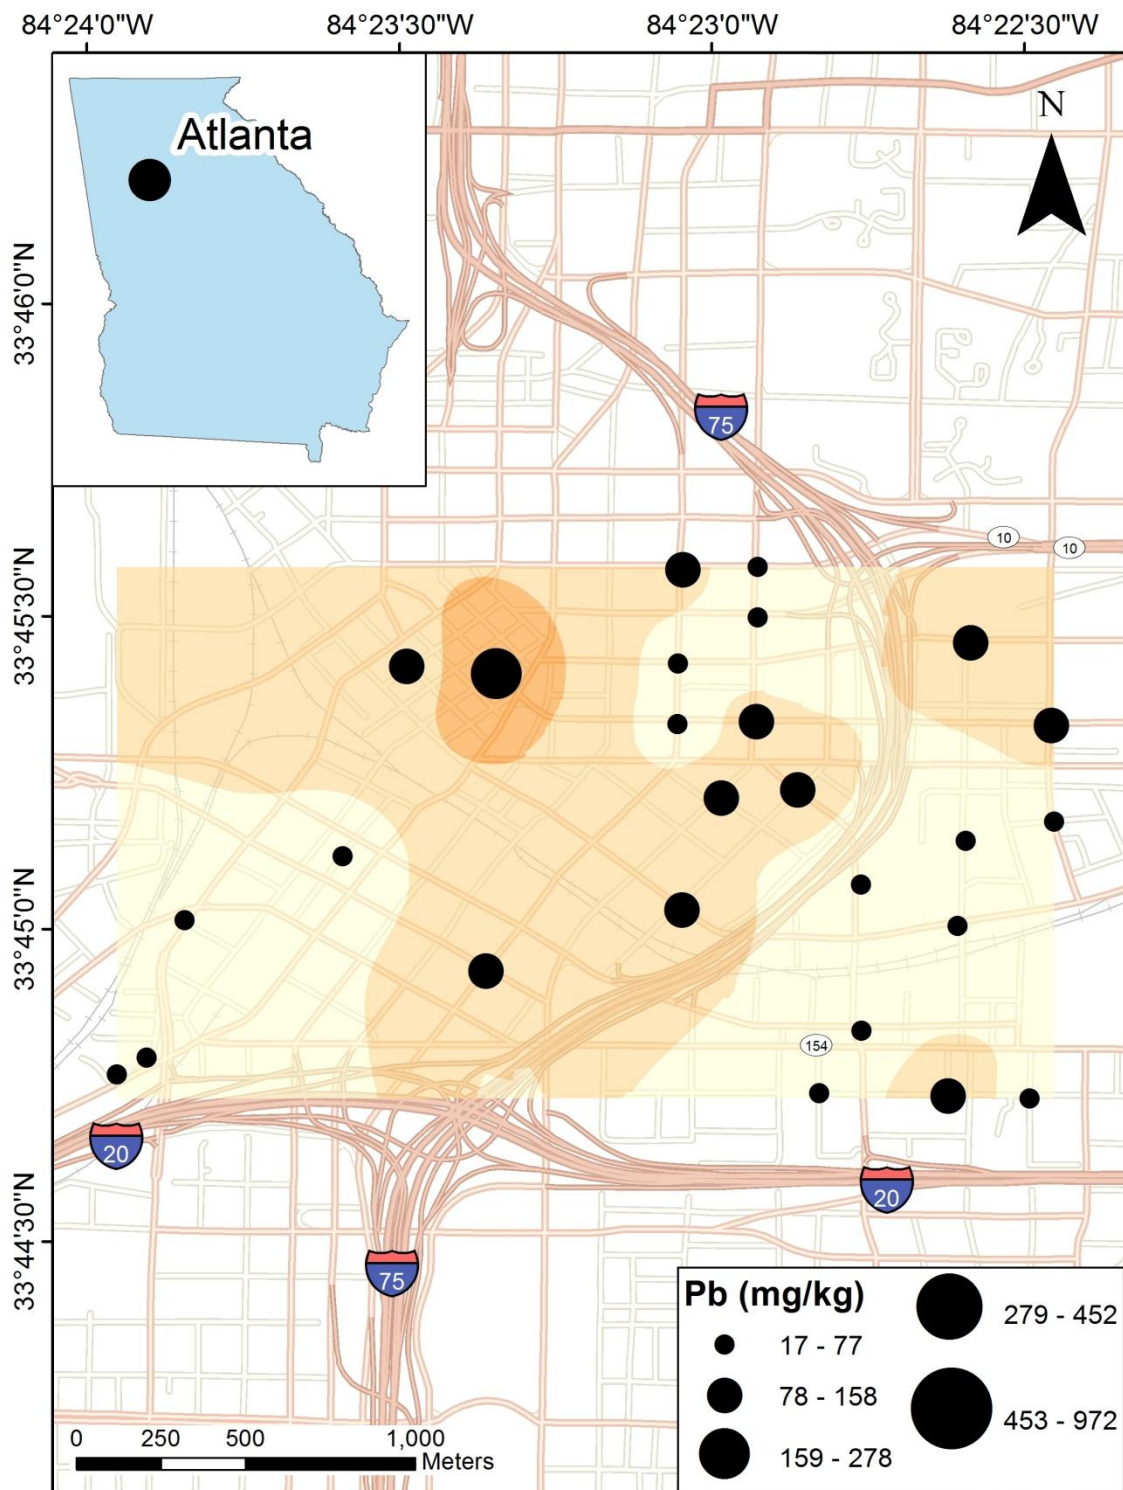 84°24'0"W 84°23'30"W 84°23'0"W 84°22'30"W
Atlanta
N
33°46'0"N
75
10
10
33°45'30"N
33°45'0"N
154
20
20
33°44'30"N
75
Pb (mg/kg)
17 - 77
78 - 158
159 - 278
279 - 452
453 - 972
0 250 500 1,000
Meters